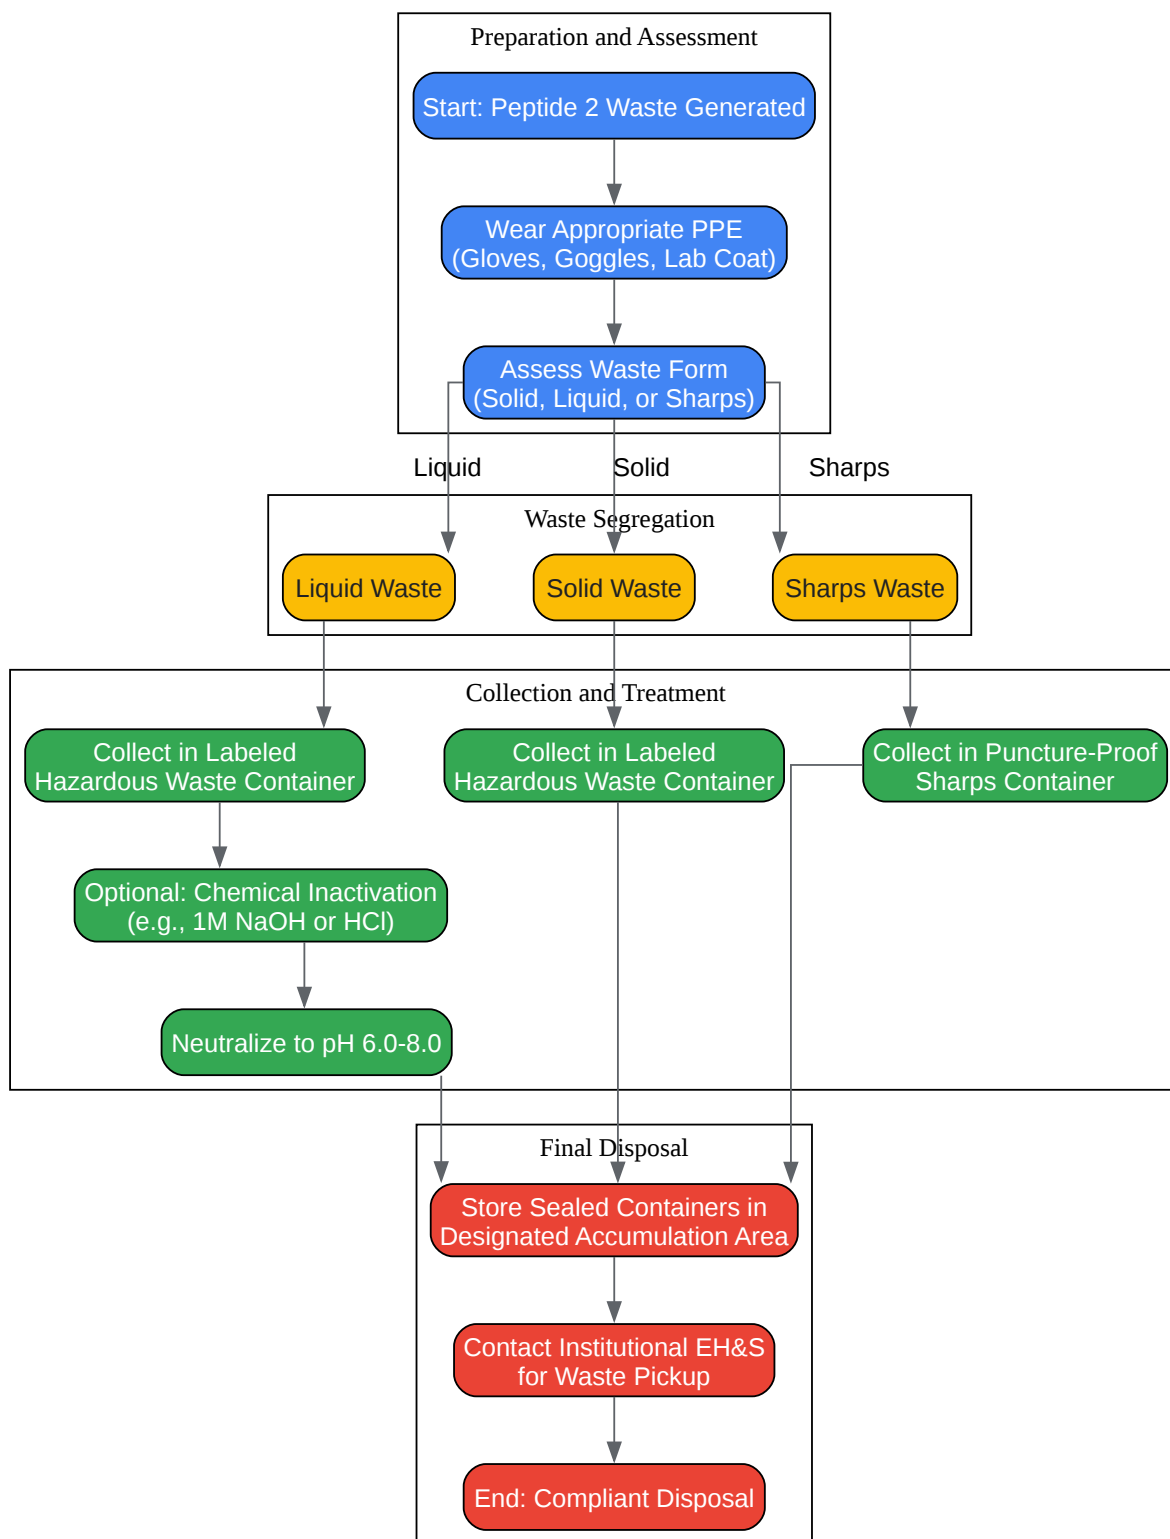 Preparation and Assessment
Start: Peptide 2 Waste Generated
Wear Appropriate PPE
(Gloves, Goggles, Lab Coat)
Assess Waste Form
(Solid, Liquid, or Sharps)
Liquid
Solid
Sharps
Waste Segregation
Liquid Waste
Solid Waste
Sharps Waste
Collection and Treatment
Collect in Labeled
Hazardous Waste Container
Collect in Labeled
Hazardous Waste Container
Collect in Puncture-Proof
Sharps Container
Optional: Chemical Inactivation
(e.g., 1M NaOH or HCl)
Neutralize to pH 6.0-8.0
Final Disposal
Store Sealed Containers in
Designated Accumulation Area
Contact Institutional EH&S
for Waste Pickup
End: Compliant Disposal